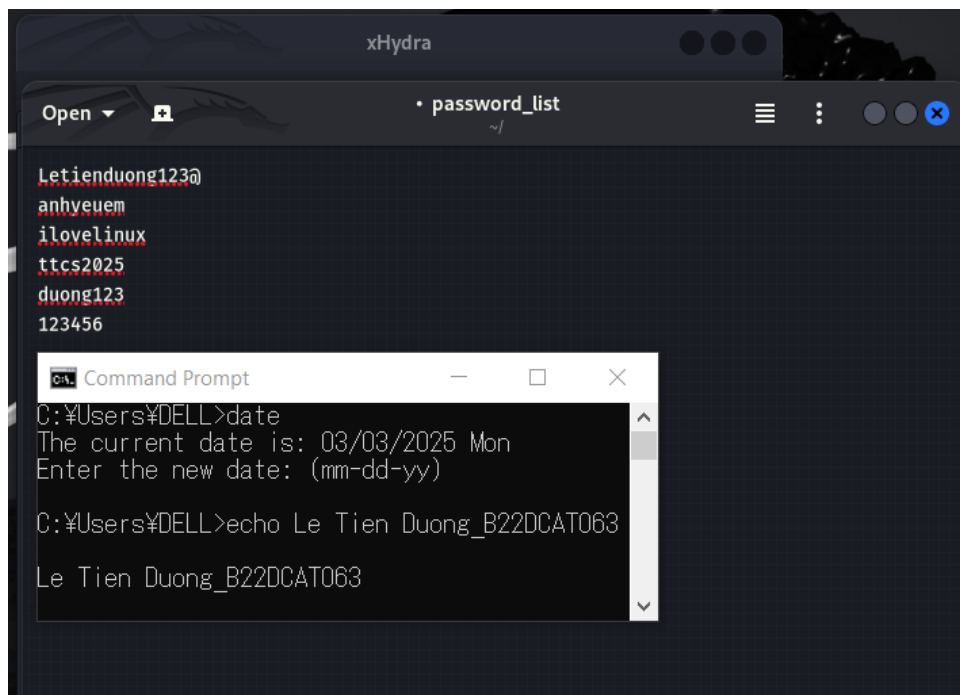 xHydra
Open
• password_list
~/
Letienduong123@
anhyeuem
ilovelinux
ttcs2025
duong123
123456
Command Prompt
C:¥Users¥DELL>date
The current date is: 03/03/2025 Mon
Enter the new date: (mm-dd-yy)
C:¥Users¥DELL>echo Le Tien Duong_B22DCAT063
Le Tien Duong_B22DCAT063